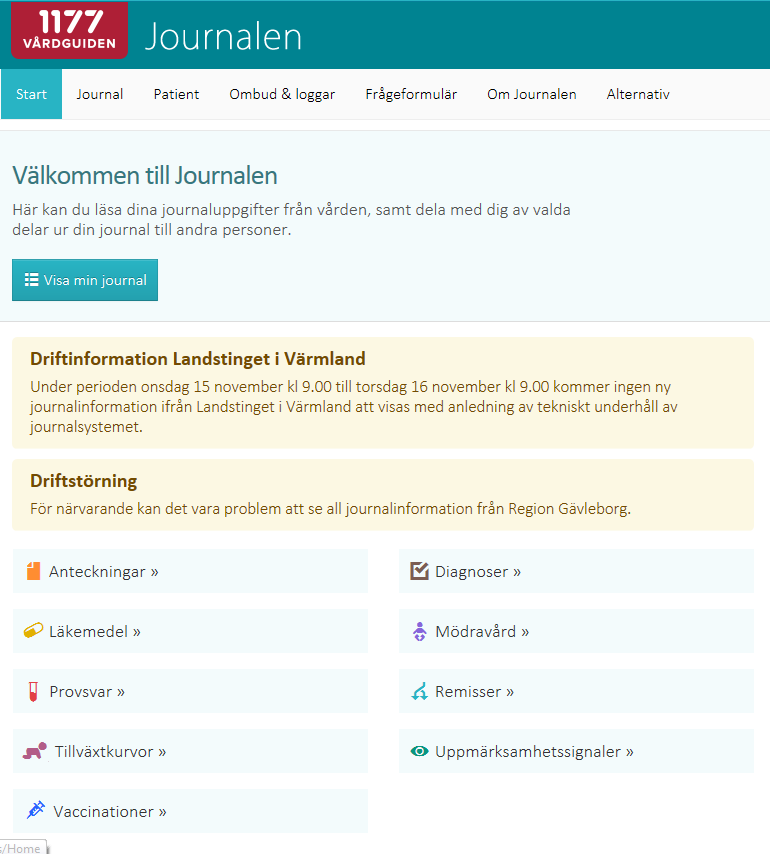 1177
VÅRDGUIDEN
Journalen
Start Journal Patient Ombud & loggar Frågeformulär Om Journalen Alternativ
Välkommen till Journalen
Här kan du läsa dina journaluppgifter från vården, samt dela med dig av valda
delar ur din journal till andra personer.
Visa min journal
Driftinformation Landstinget i Värmland
Under perioden onsdag 15 november kl 9.00 till torsdag 16 november kl 9.00 kommer ingen ny
journalinformation ifrån Landstinget i Värmland att visas med anledning av tekniskt underhåll av
journalsystemet.
Driftstörning
För närvarande kan det vara problem att se all journalinformation från Region Gävleborg.
Anteckningar »
Diagnoser »
Läkemedel »
Mödravård »
Provsvar »
Remisser »
Tillväxtkurvor »
Uppmärksamhetssignaler »
Vaccinationer »
s/Home